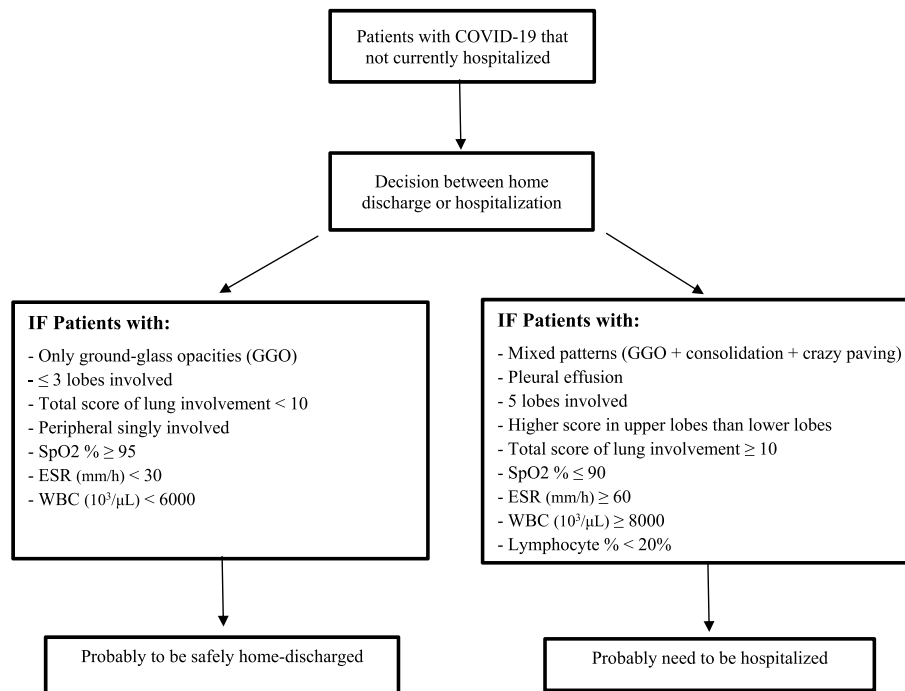 Patients with COVID-19 that
not currently hospitalized
Decision between home
discharge or hospitalization
IF Patients with:
- Only ground-glass opacities (GGO)
- ≤ 3 lobes involved
- Total score of lung involvement < 10
- Peripheral singly involved
- SpO2 % ≥ 95
- ESR (mm/h) < 30
- WBC (10³/μL) < 6000
IF Patients with:
- Mixed patterns (GGO + consolidation + crazy paving)
- Pleural effusion
- 5 lobes involved
- Higher score in upper lobes than lower lobes
- Total score of lung involvement ≥ 10
- SpO2 % ≤ 90
- ESR (mm/h) ≥ 60
- WBC (10³/μL) ≥ 8000
- Lymphocyte % < 20%
Probably to be safely home-discharged
Probably need to be hospitalized